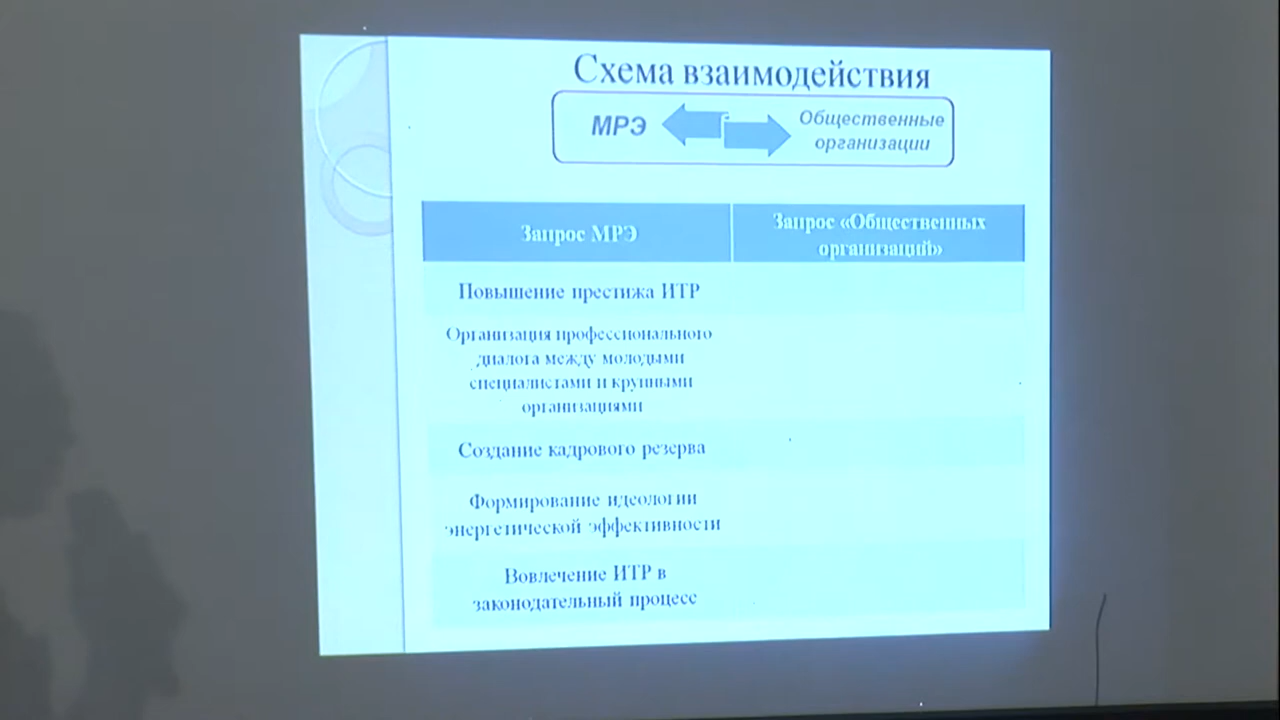 Схема взаимодействия
МРЭ
Общественные
организации
Запрос МРЭ
Запрос «Общественных
организаций»
Повышение престижа ИТР
Организация профессионального
диалога между молодыми
специалистами и крупными
организациями
Создание кадрового резерва
Формирование идеологии
энергетической эффективности
Вовлечение ИТР в
законодательный процесс